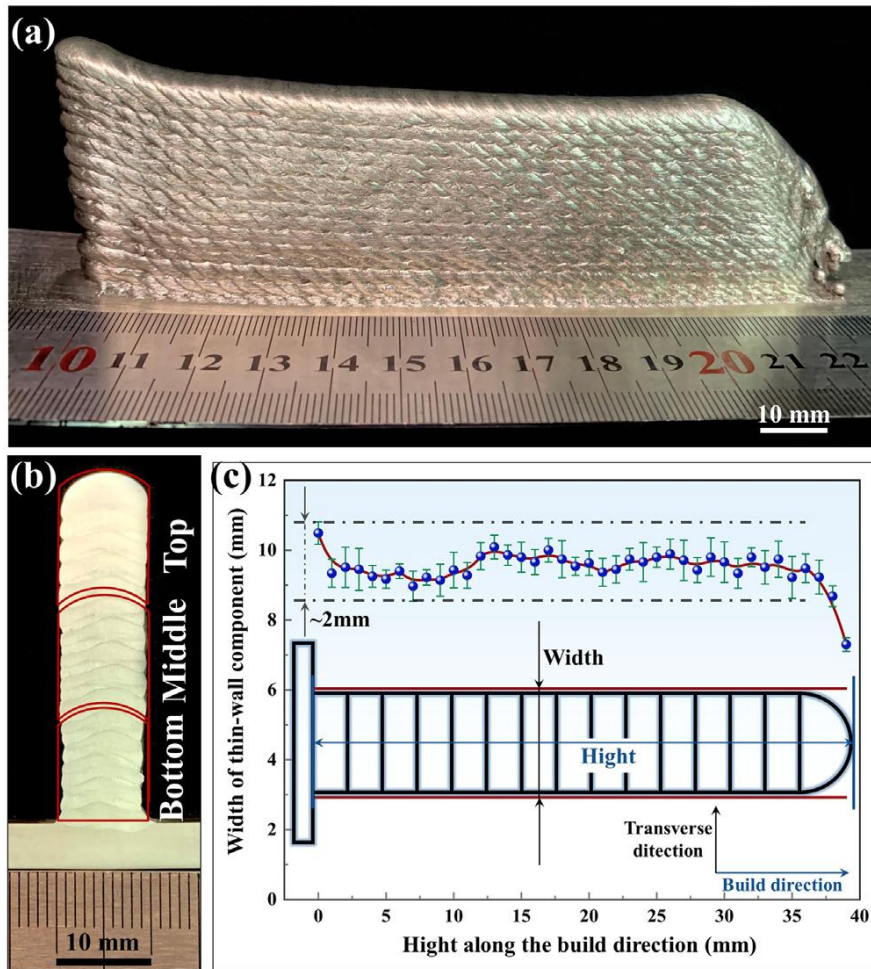 (a)
10 11 12 13 14 15 16 17 18 19 20 21 22
10 mm
(b)
Top
Middle
Bottom
10 mm
(c)
12
10
8
6
4
2
0
Width of thin-wall component (mm)
~2mm
Width
Hight
Transverse
ditection
Build direction
0 5 10 15 20 25 30 35 40
Hight along the build direction (mm)